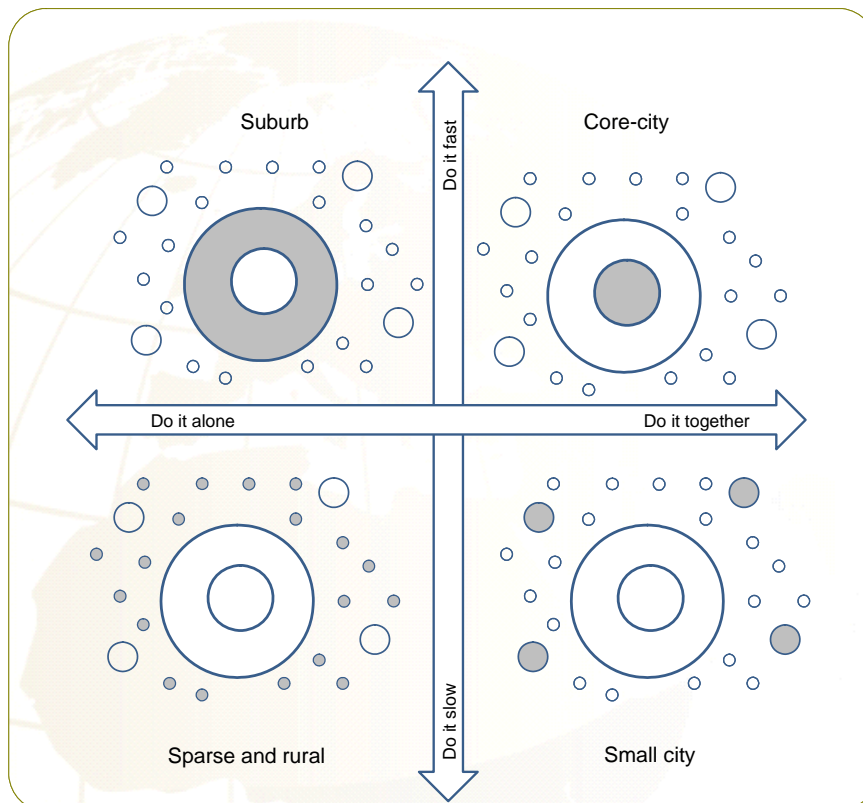 Suburb
Core-city
Do it fast
Do it alone
Do it together
Do it slow
Sparse and rural
Small city